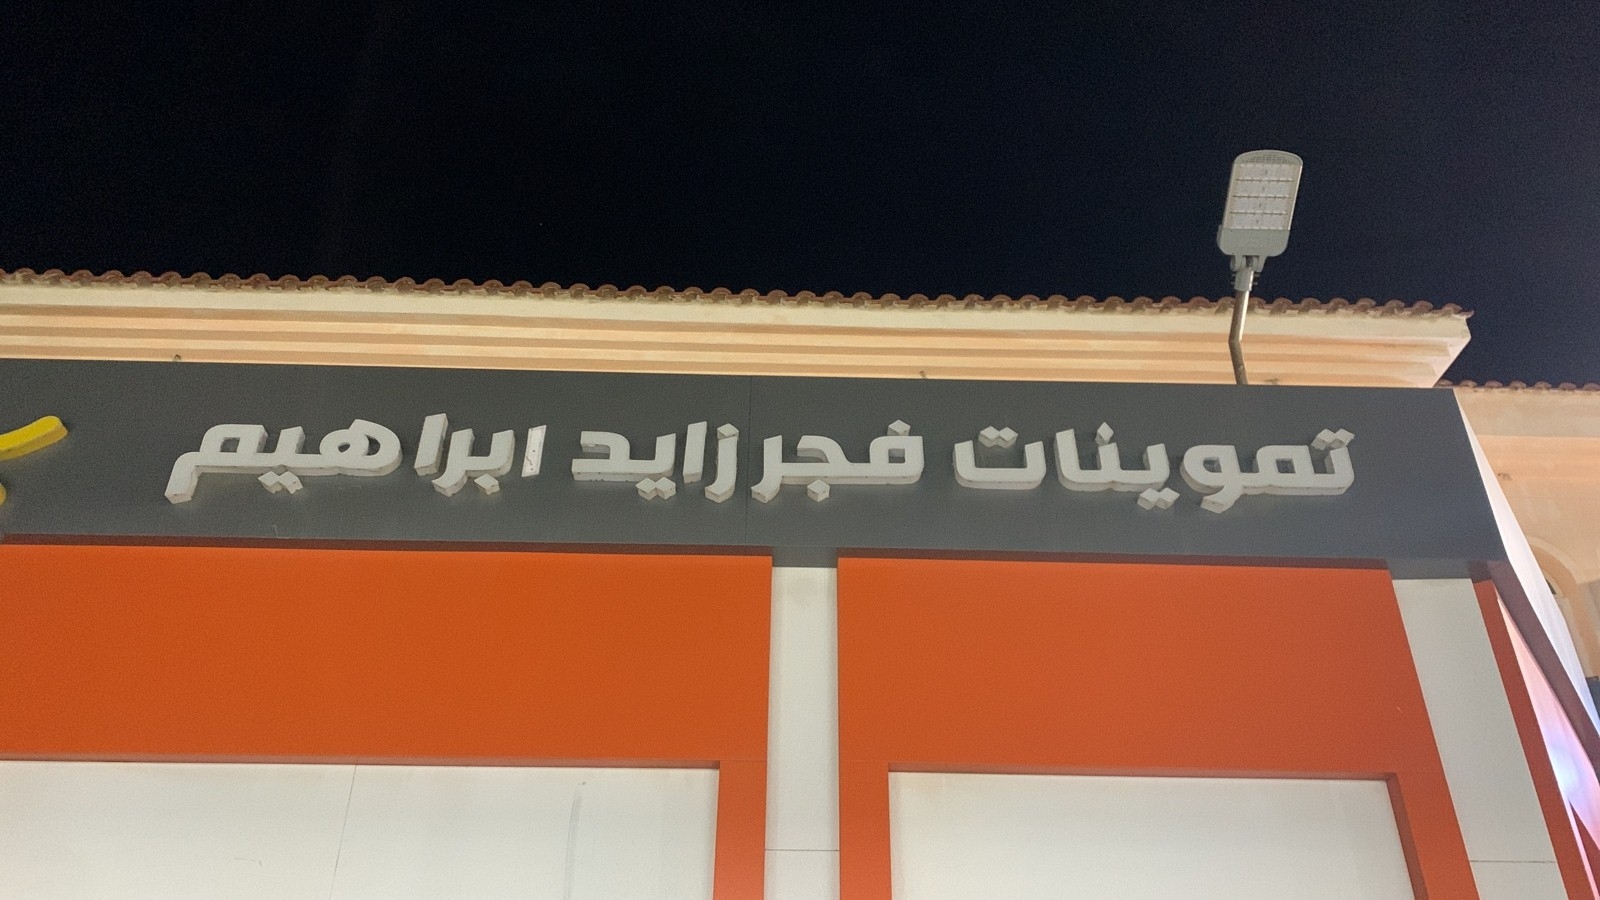 تموينات فجر زايد ابراهيم